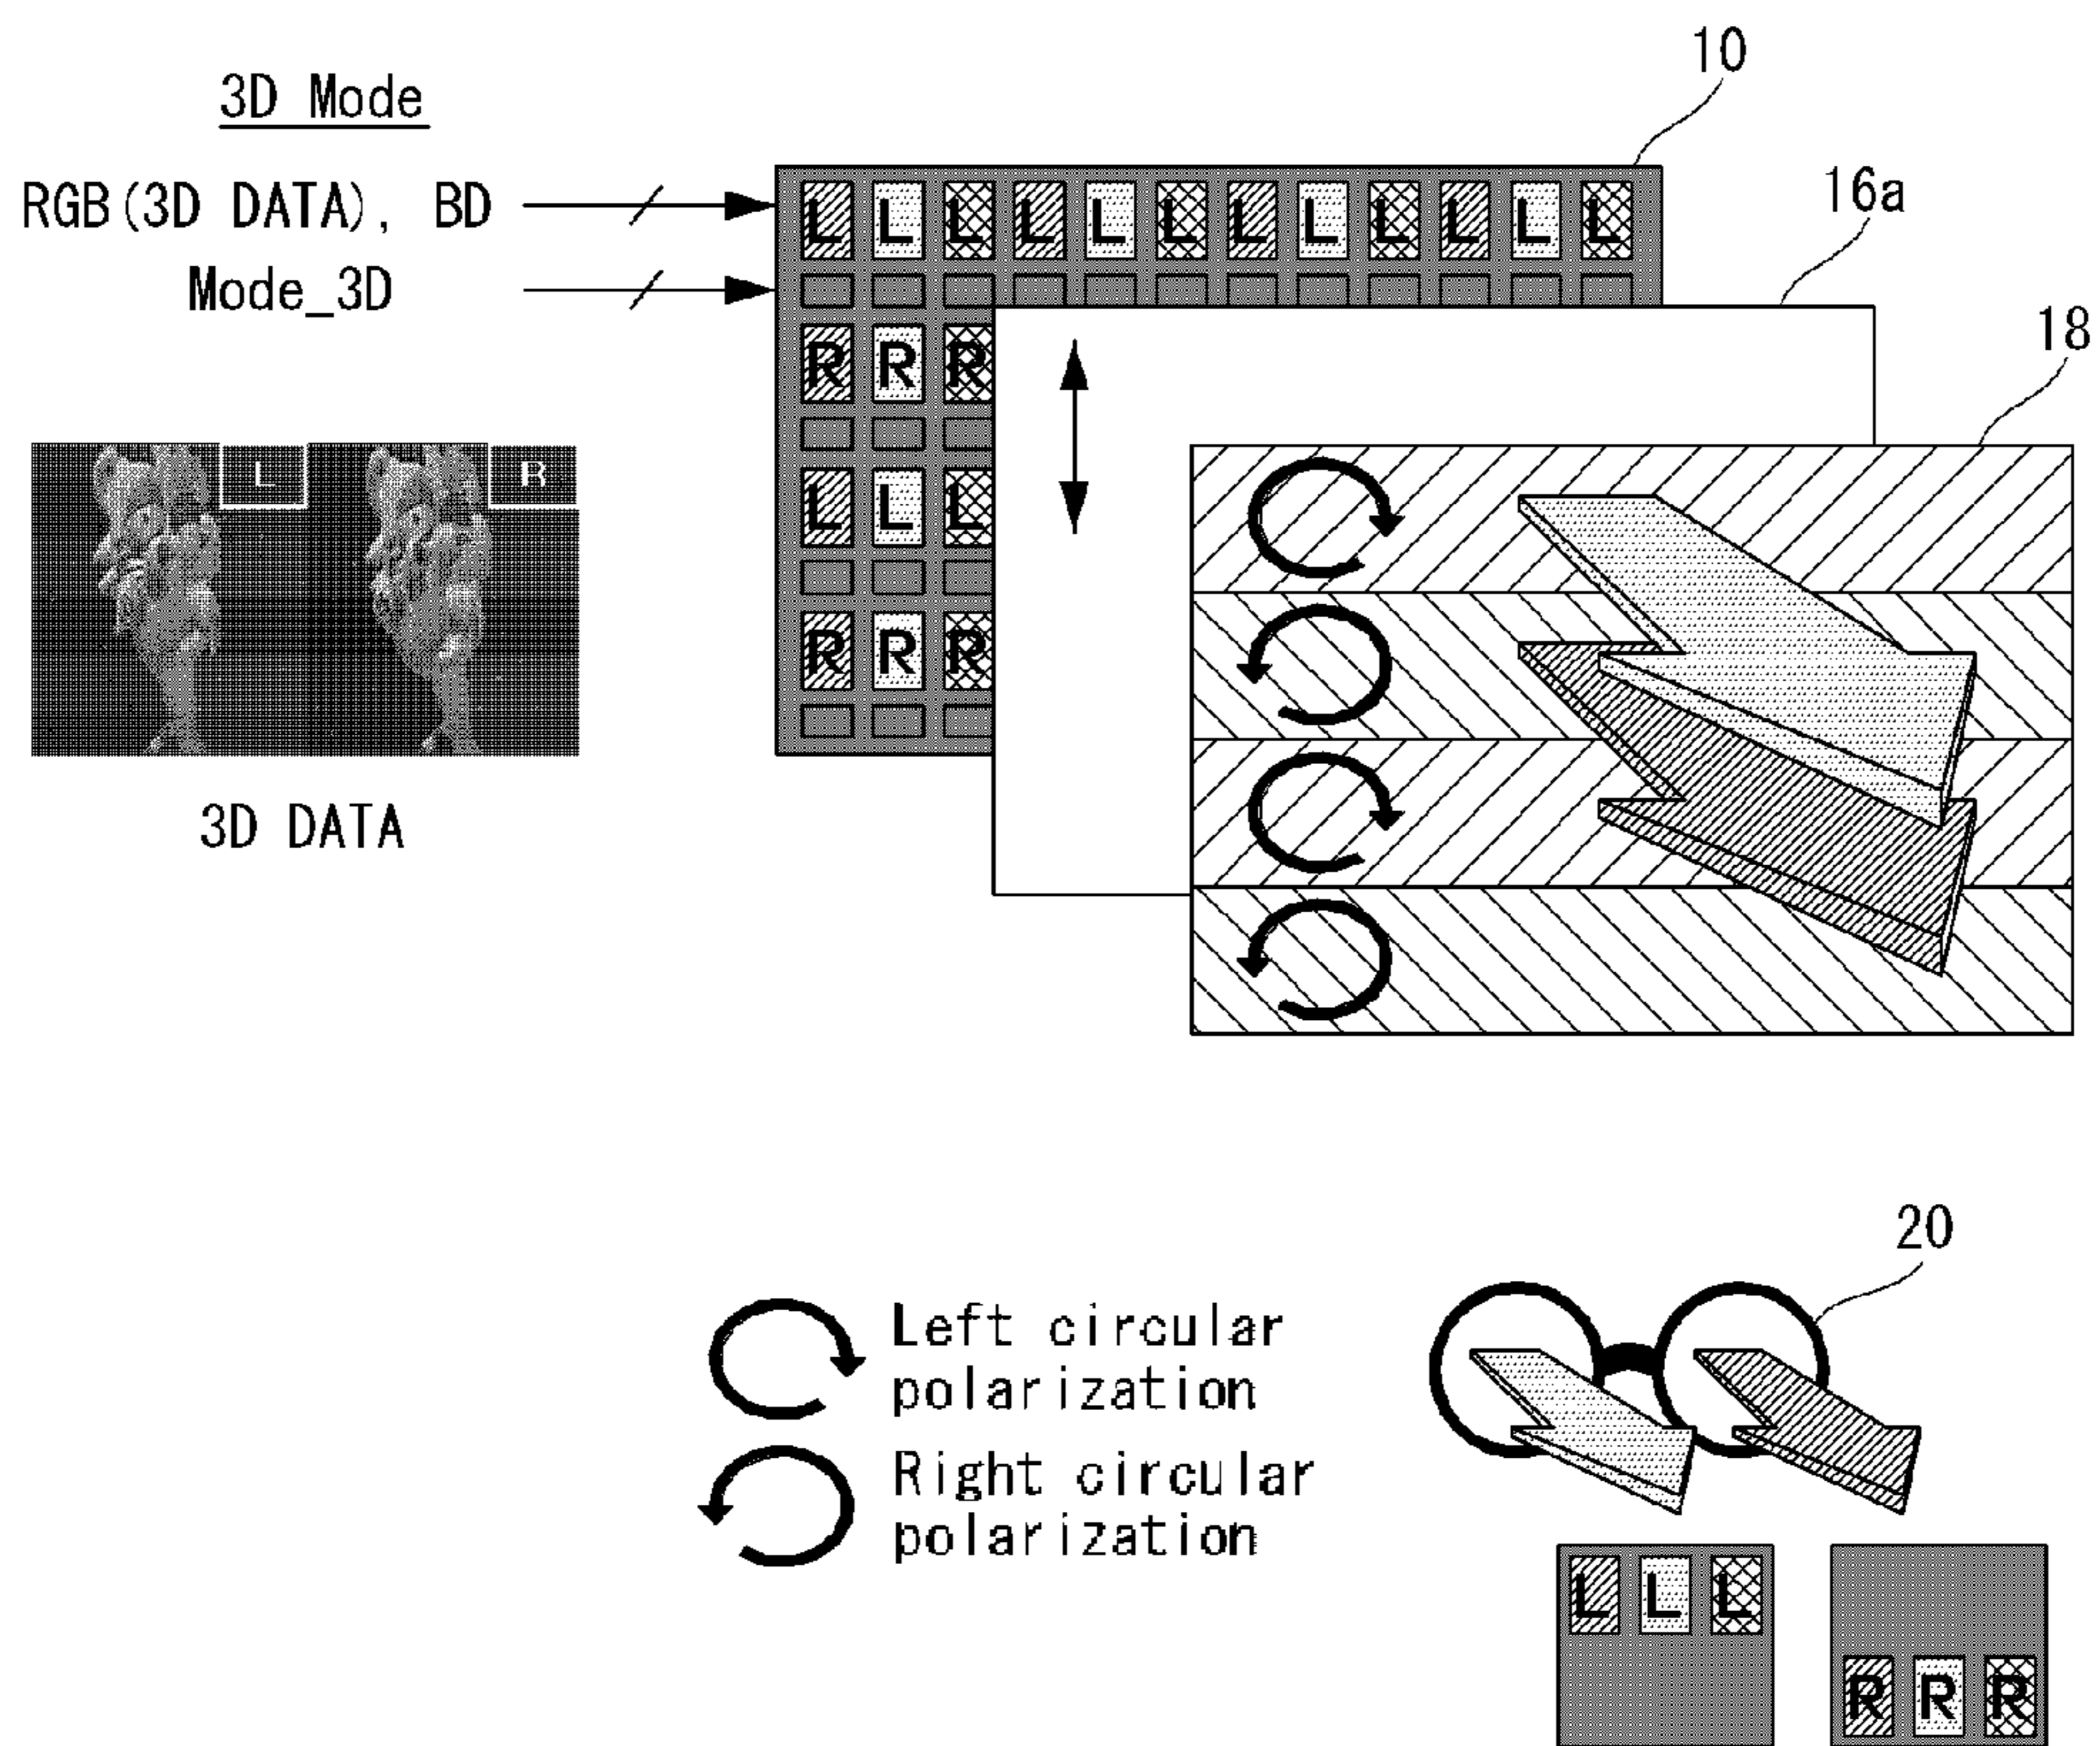 3D Mode
RGB(3D DATA), BD
Mode_3D
10
16a
18
L L L L L L L L L L L L
R R R
L L L
R R R
L
R
3D DATA
20
Left circular
polarization
Right circular
polarization
L L L
R R R